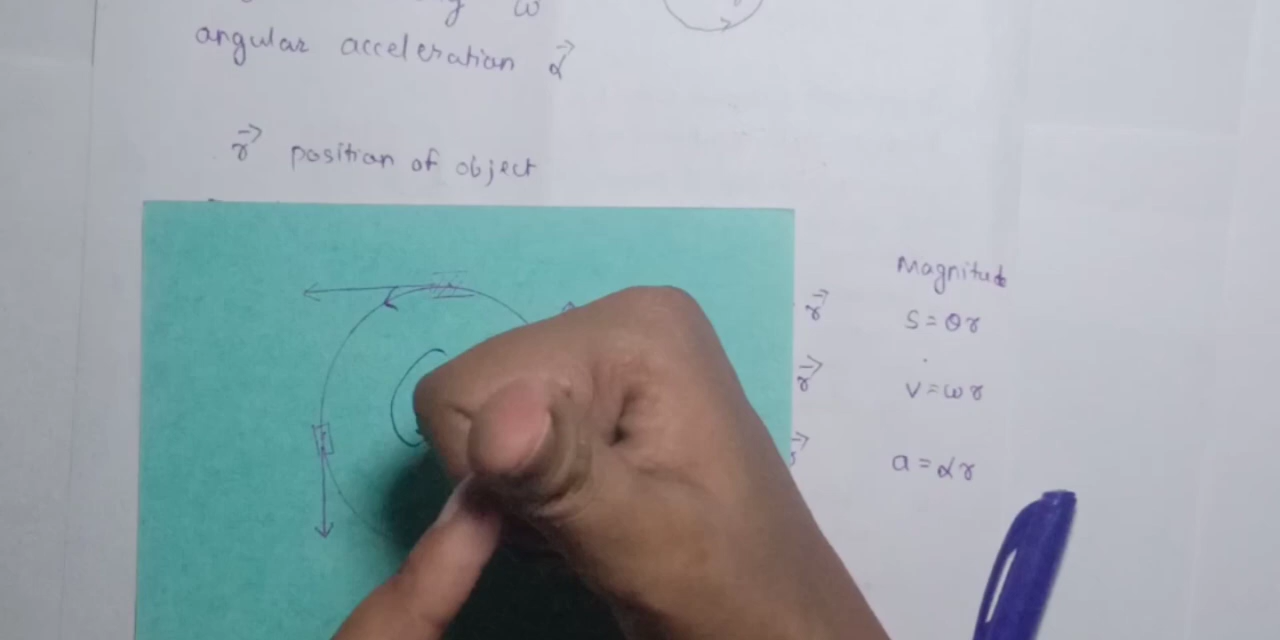 ω
angular acceleration α⃗
r⃗ position of object
Magnitude
r⃗ s = θr
r⃗ v = ωr
a = αr